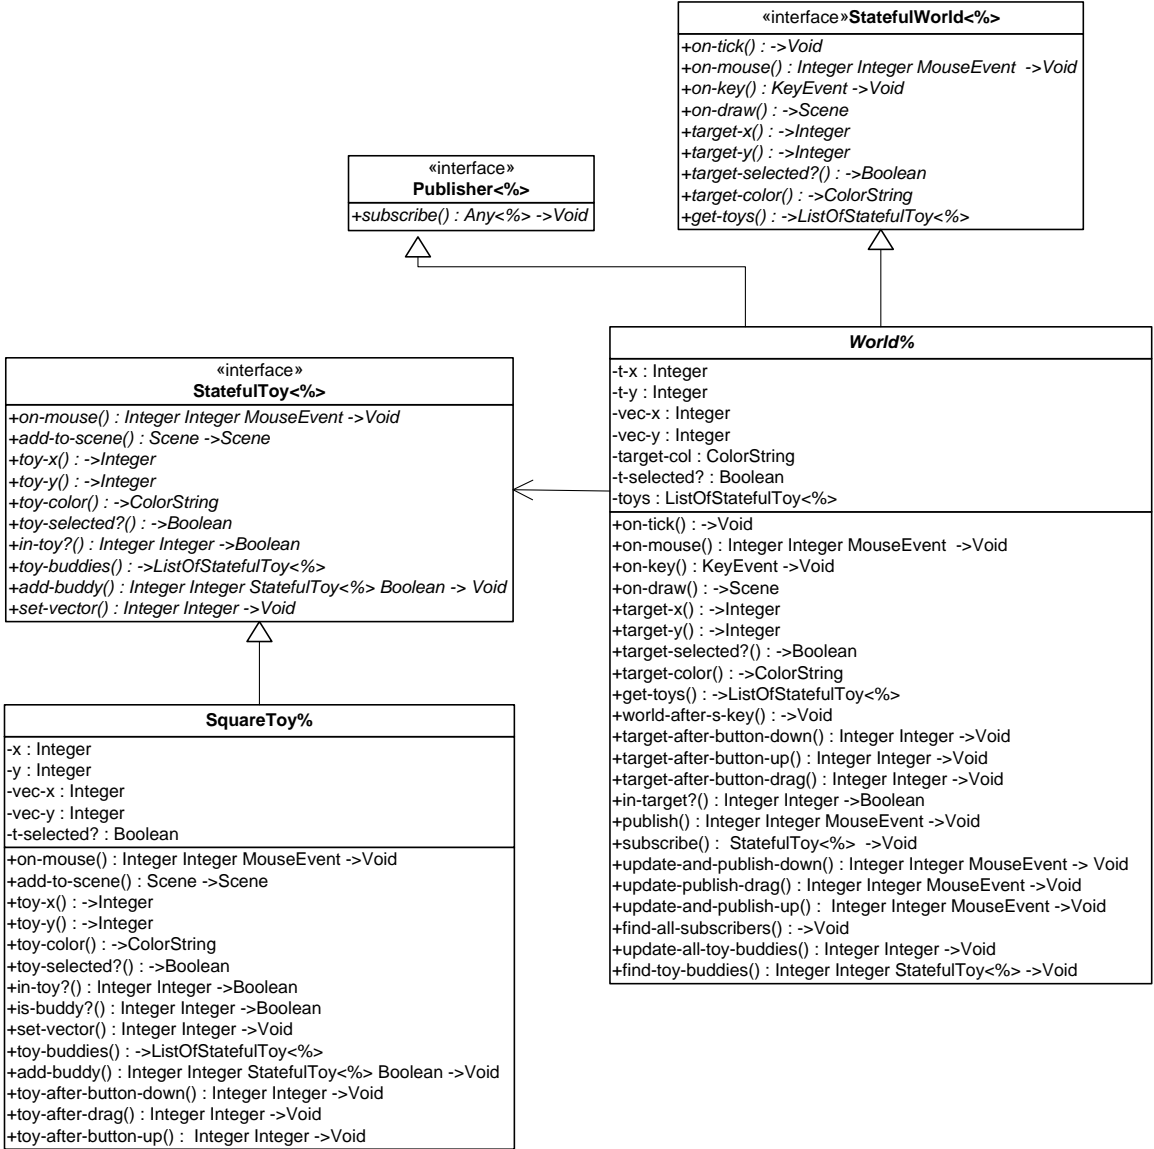 «interface»StatefulWorld<%>
+on-tick() : ->Void
+on-mouse() : Integer Integer MouseEvent  ->Void
+on-key() : KeyEvent ->Void
+on-draw() : ->Scene
+target-x() : ->Integer
+target-y() : ->Integer
+target-selected?() : ->Boolean
+target-color() : ->ColorString
+get-toys() : ->ListOfStatefulToy<%>
«interface»
Publisher<%>
+subscribe() : Any<%> ->Void
World%
-t-x : Integer
-t-y : Integer
-vec-x : Integer
-vec-y : Integer
-target-col : ColorString
-t-selected? : Boolean
-toys : ListOfStatefulToy<%>
+on-tick() : ->Void
+on-mouse() : Integer Integer MouseEvent  ->Void
+on-key() : KeyEvent ->Void
+on-draw() : ->Scene
+target-x() : ->Integer
+target-y() : ->Integer
+target-selected?() : ->Boolean
+target-color() : ->ColorString
+get-toys() : ->ListOfStatefulToy<%>
+world-after-s-key() : ->Void
+target-after-button-down() : Integer Integer ->Void
+target-after-button-up() : Integer Integer ->Void
+target-after-button-drag() : Integer Integer ->Void
+in-target?() : Integer Integer ->Boolean
+publish() : Integer Integer MouseEvent ->Void
+subscribe() :  StatefulToy<%>  ->Void
+update-and-publish-down() : Integer Integer MouseEvent -> Void
+update-publish-drag() : Integer Integer MouseEvent ->Void
+update-and-publish-up() :  Integer Integer MouseEvent ->Void
+find-all-subscribers() : ->Void
+update-all-toy-buddies() : Integer Integer ->Void
+find-toy-buddies() : Integer Integer StatefulToy<%> ->Void
«interface»
StatefulToy<%>
+on-mouse() : Integer Integer MouseEvent ->Void
+add-to-scene() : Scene ->Scene
+toy-x() : ->Integer
+toy-y() : ->Integer
+toy-color() : ->ColorString
+toy-selected?() : ->Boolean
+in-toy?() : Integer Integer ->Boolean
+toy-buddies() : ->ListOfStatefulToy<%>
+add-buddy() : Integer Integer StatefulToy<%> Boolean -> Void
+set-vector() : Integer Integer ->Void
SquareToy%
-x : Integer
-y : Integer
-vec-x : Integer
-vec-y : Integer
-t-selected? : Boolean
+on-mouse() : Integer Integer MouseEvent ->Void
+add-to-scene() : Scene ->Scene
+toy-x() : ->Integer
+toy-y() : ->Integer
+toy-color() : ->ColorString
+toy-selected?() : ->Boolean
+in-toy?() : Integer Integer ->Boolean
+is-buddy?() : Integer Integer ->Boolean
+set-vector() : Integer Integer ->Void
+toy-buddies() : ->ListOfStatefulToy<%>
+add-buddy() : Integer Integer StatefulToy<%> Boolean ->Void
+toy-after-button-down() : Integer Integer ->Void
+toy-after-drag() : Integer Integer ->Void
+toy-after-button-up() :  Integer Integer ->Void